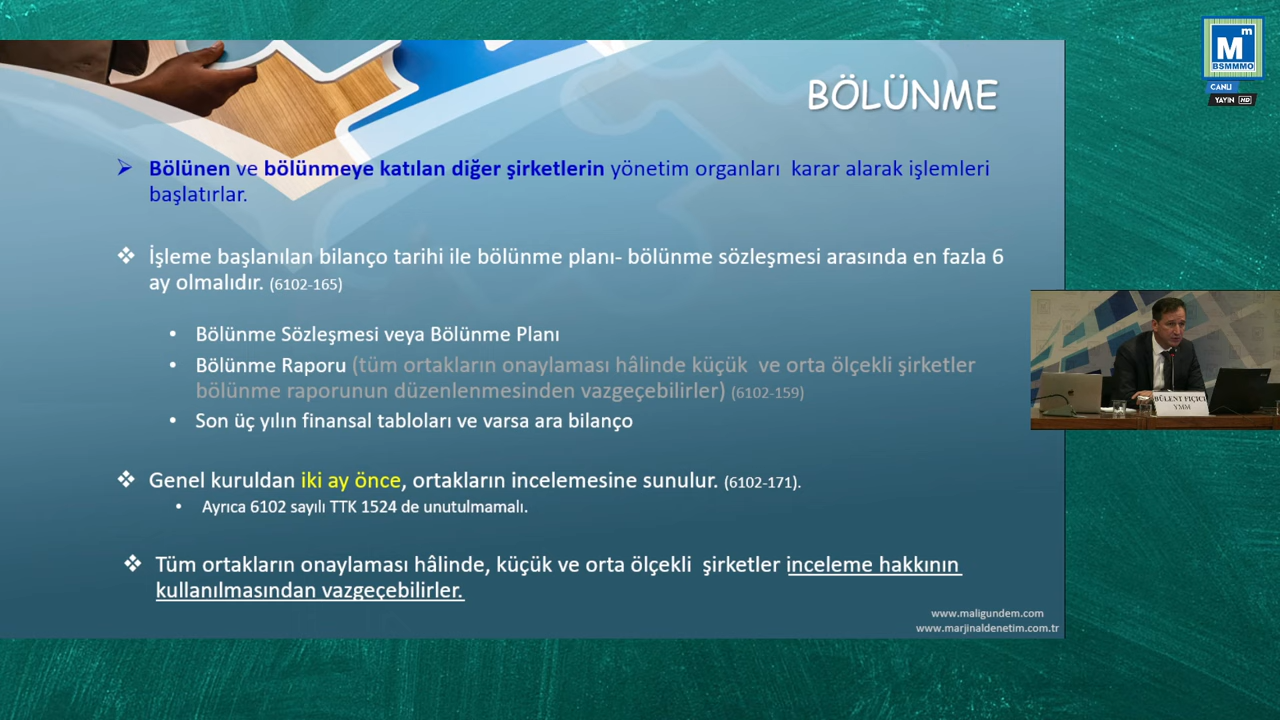 M m
BSMMMO
CANLI
YAYIN HD
BÖLÜNME
Bölünen ve bölünmeye katılan diğer şirketlerin yönetim organları karar alarak işlemleri
başlatırlar.
İşleme başlanılan bilanço tarihi ile bölünme planı- bölünme sözleşmesi arasında en fazla 6
ay olmalıdır. (6102-165)
• Bölünme Sözleşmesi veya Bölünme Planı
• Bölünme Raporu (tüm ortakların onaylaması hâlinde küçük ve orta ölçekli şirketler
bölünme raporunun düzenlenmesinden vazgeçebilirler) (6102-159)
• Son üç yılın finansal tabloları ve varsa ara bilanço
Genel kuruldan iki ay önce, ortakların incelemesine sunulur. (6102-171).
• Ayrıca 6102 sayılı TTK 1524 de unutulmamalı.
Tüm ortakların onaylaması hâlinde, küçük ve orta ölçekli şirketler inceleme hakkının
kullanılmasından vazgeçebilirler.
www.maligundem.com
www.marjinaldenetim.com.tr
BÜLENT FIÇICI
YMM